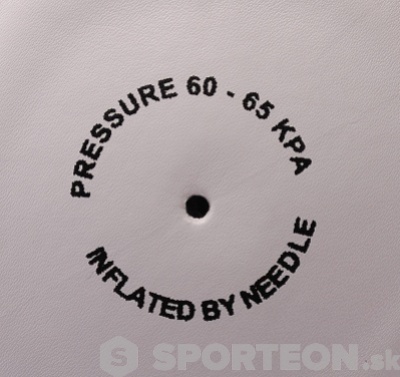 PRESSURE 60 - 65 KPA
INFLATED BY NEEDLE
S SPORTEON.sk